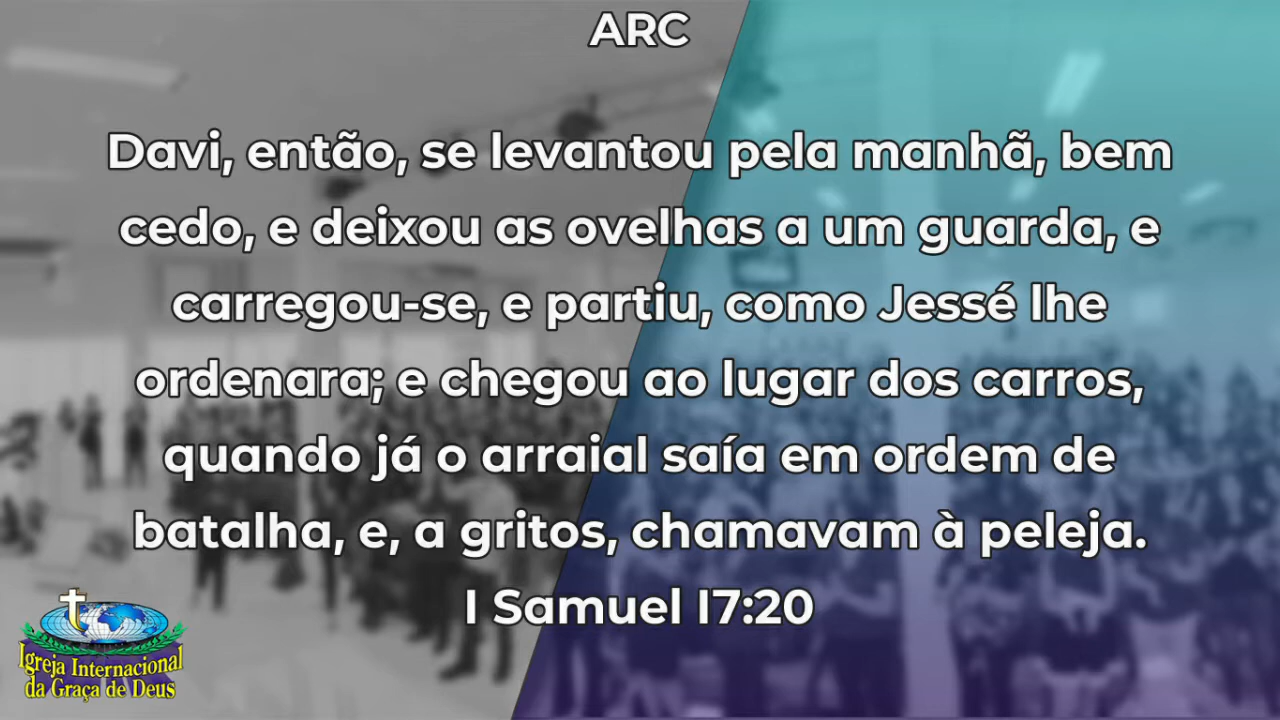 ARC
Davi, então, se levantou pela manhã, bem
cedo, e deixou as ovelhas a um guarda, e
carregou-se, e partiu, como Jessé lhe
ordenara; e chegou ao lugar dos carros,
quando já o arraial saía em ordem de
batalha, e, a gritos, chamavam à peleja.
I Samuel I7:20
Igreja Internacional
da Graça de Deus